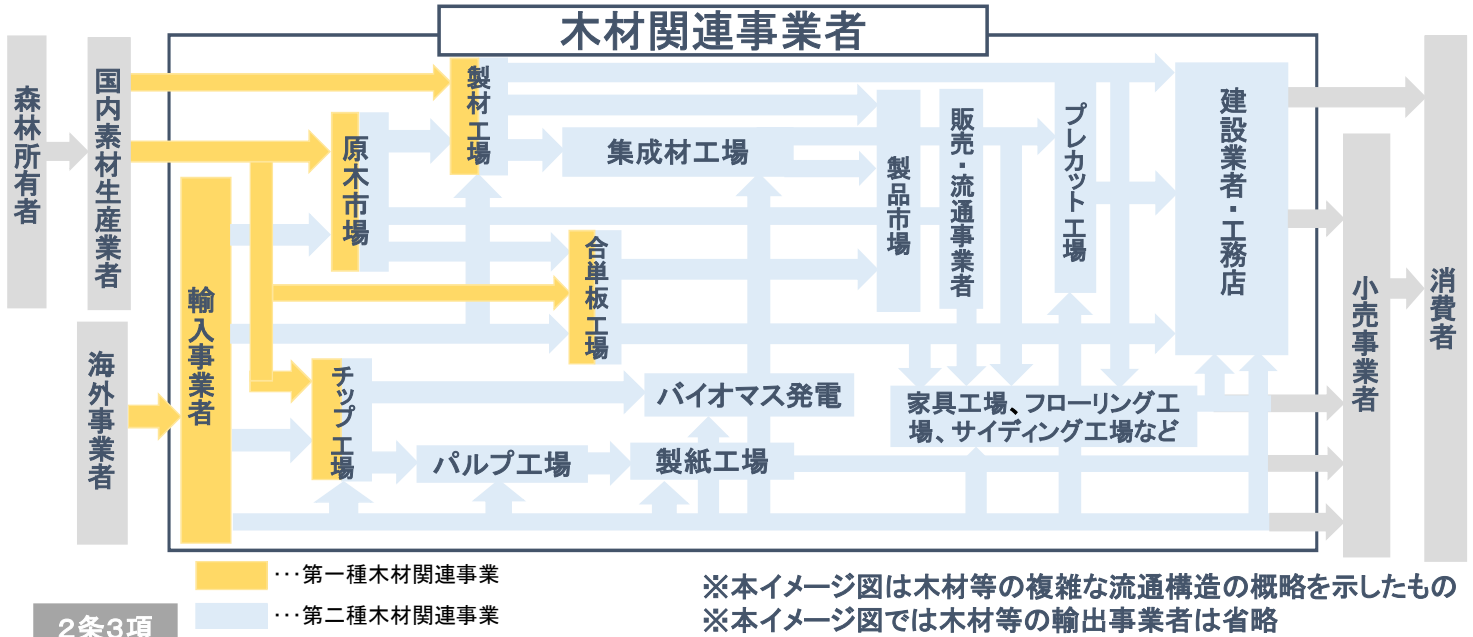 木材関連事業者
森林所有者
国内素材生産業者
海外事業者
輸入事業者
原木市場
製材工場
集成材工場
合単板工場
チップ工場
パルプ工場
バイオマス発電
製紙工場
製品市場
販売・流通事業者
プレカット工場
家具工場、フローリング工
場、サイディング工場など
建設業者・工務店
小売事業者
消費者
･･･第一種木材関連事業
･･･第二種木材関連事業
※本イメージ図は木材等の複雑な流通構造の概略を示したもの
※本イメージ図では木材等の輸出事業者は省略
2条3項